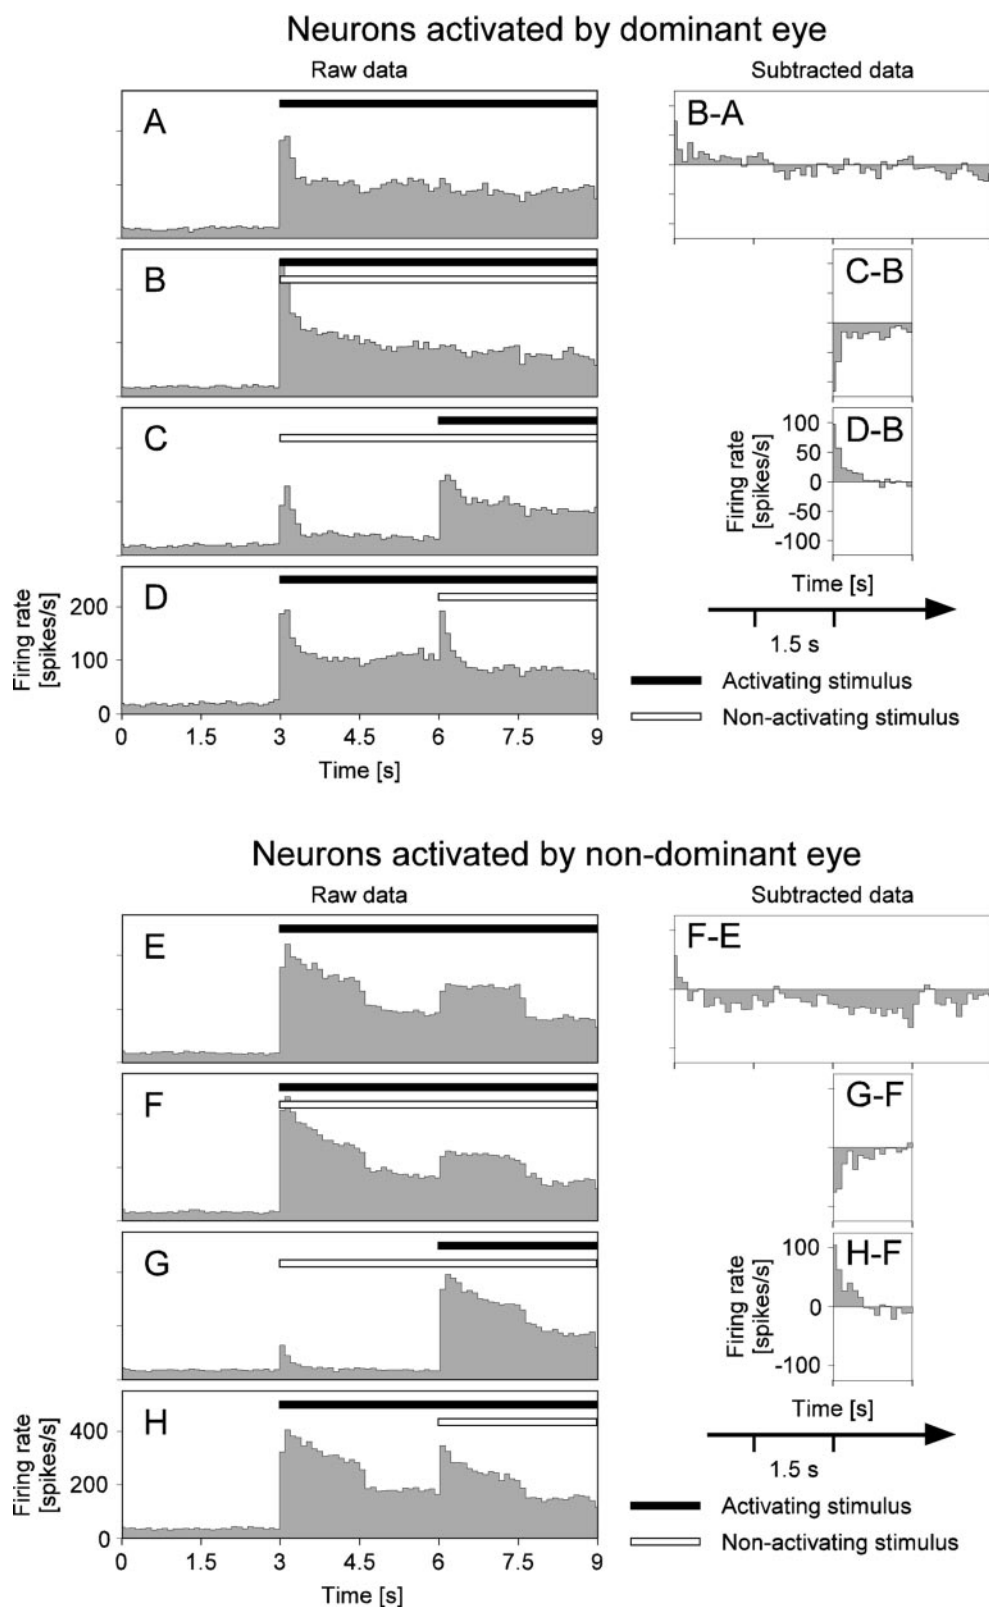 Neurons activated by dominant eye
Raw data
Subtracted data
A
B-A
B
C-B
C
D-B
100
50
0
-50
-100
Firing rate
[spikes/s]
D
200
100
0
Firing rate
[spikes/s]
0 1.5 3 4.5 6 7.5 9
Time [s]
Time [s]
1.5 s
Activating stimulus
Non-activating stimulus
Neurons activated by non-dominant eye
Raw data
Subtracted data
E
F-E
F
G-F
G
H-F
100
0
-100
Firing rate
[spikes/s]
H
400
200
0
Firing rate
[spikes/s]
0 1.5 3 4.5 6 7.5 9
Time [s]
Time [s]
1.5 s
Activating stimulus
Non-activating stimulus